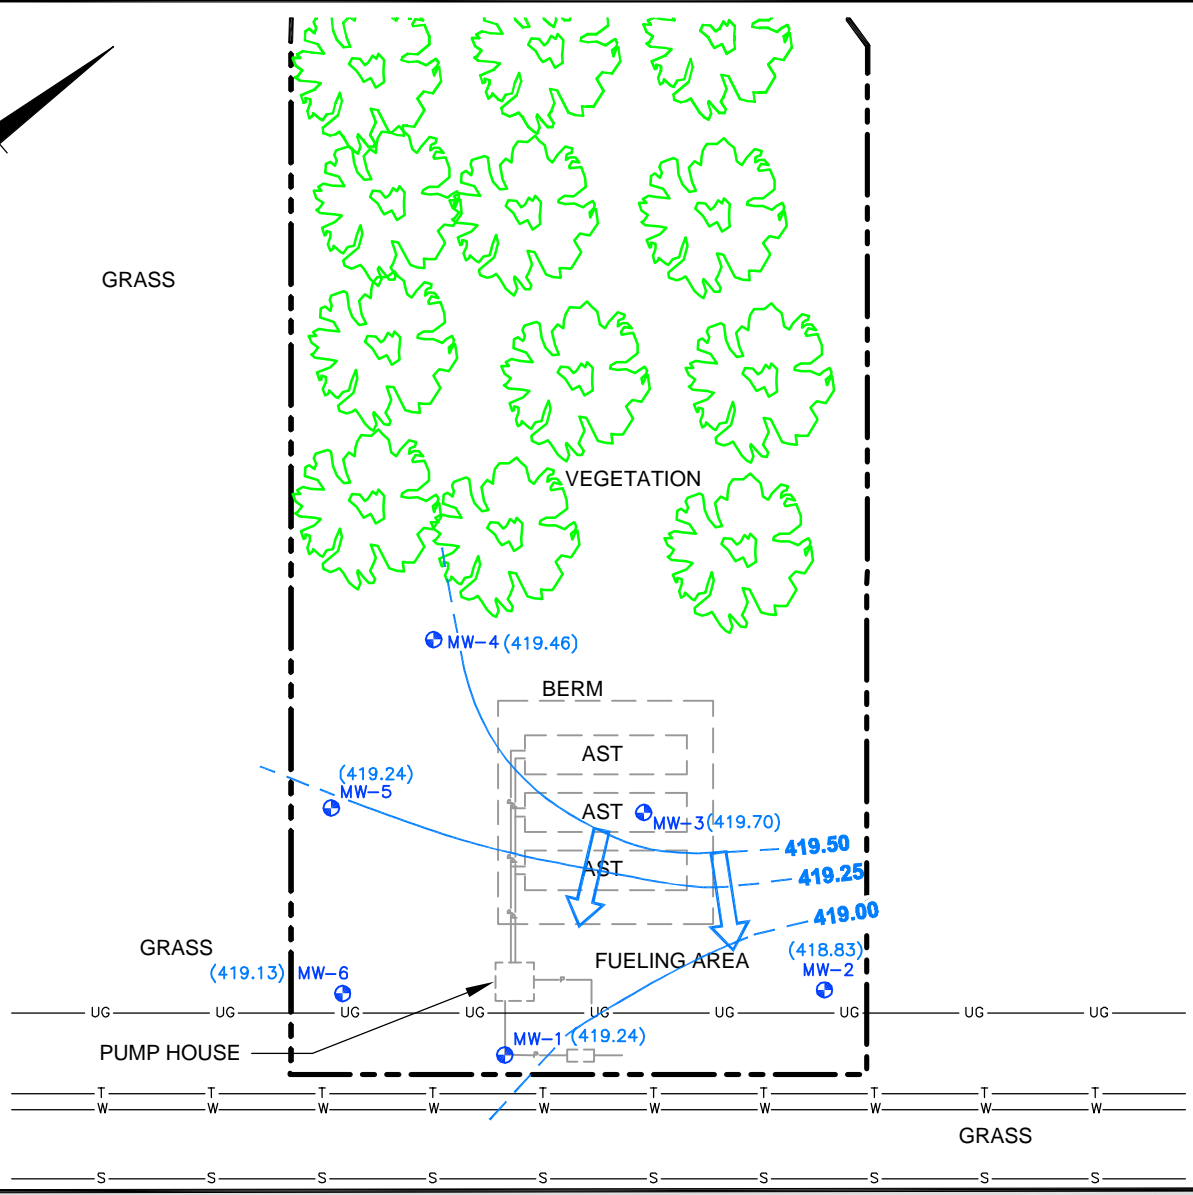 GRASS
VEGETATION
MW-4 (419.46)
BERM
AST
(419.24)
MW-5
AST
MW-3 (419.70)
419.50
AST
419.25
419.00
GRASS
FUELING AREA
(418.83)
MW-2
(419.13) MW-6
UG UG UG UG UG UG UG UG UG
MW-1 (419.24)
PUMP HOUSE
T T T T T T T T T T
W W W W W W W W W W
GRASS
S S S S S S S S S S